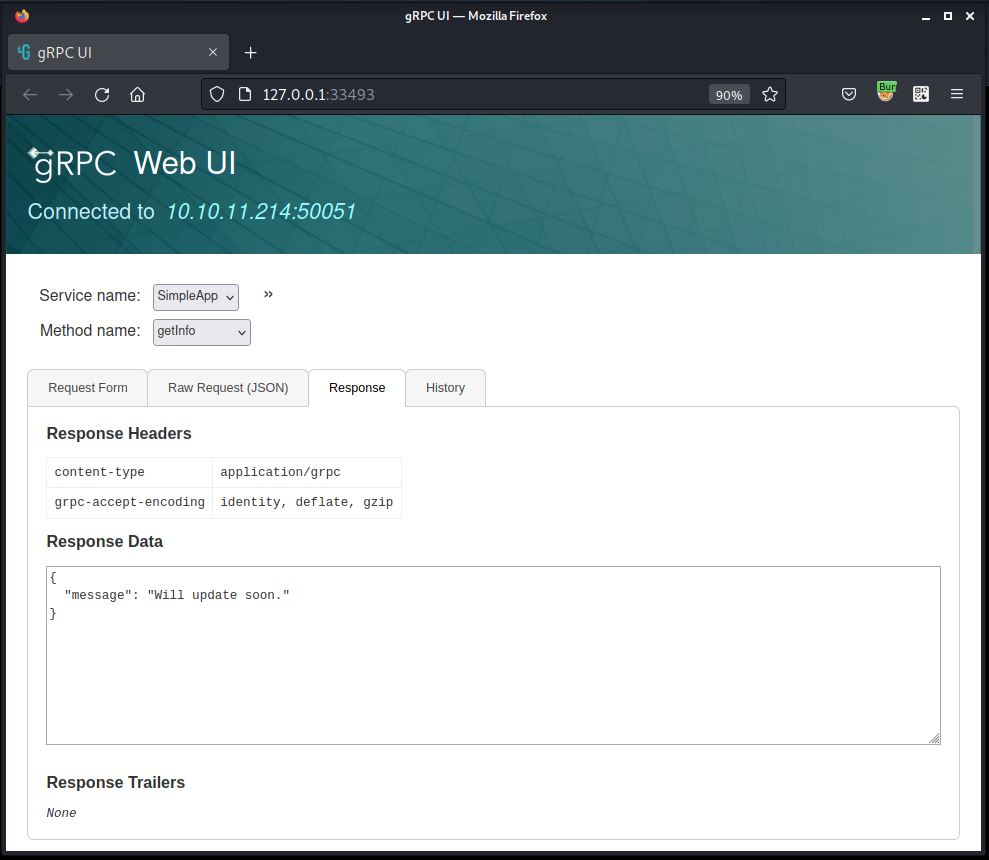 gRPC UI — Mozilla Firefox
gRPC UI
127.0.0.1:33493
90%
Bur
gRPC Web UI
Connected to 10.10.11.214:50051
Service name: SimpleApp »
Method name: getInfo
Request Form Raw Request (JSON) Response History
Response Headers
content-type application/grpc
grpc-accept-encoding identity, deflate, gzip
Response Data
{
"message": "Will update soon."
}
Response Trailers
None